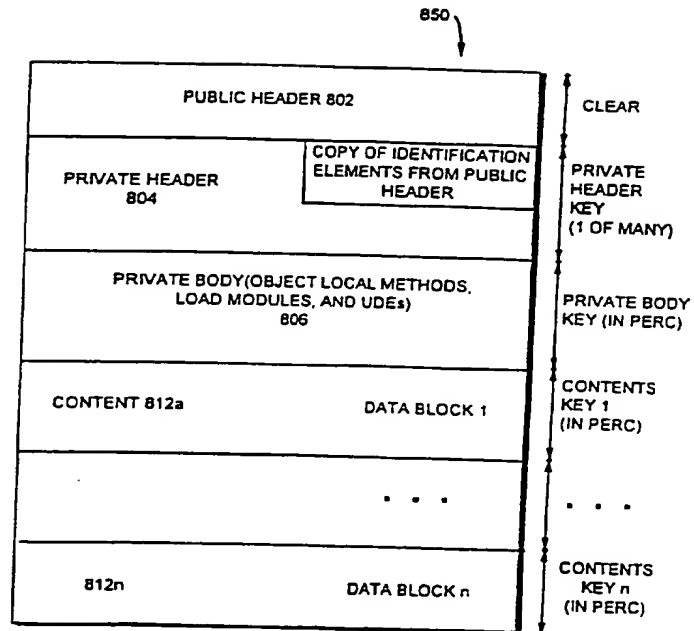 850
PUBLIC HEADER 802
CLEAR
PRIVATE HEADER
804
COPY OF IDENTIFICATION
ELEMENTS FROM PUBLIC
HEADER
PRIVATE
HEADER
KEY
(1 OF MANY)
PRIVATE BODY(OBJECT LOCAL METHODS,
LOAD MODULES, AND UDEs)
806
PRIVATE BODY
KEY (IN PERC)
CONTENT 812a
DATA BLOCK 1
CONTENTS
KEY 1
(IN PERC)
. . .
. . .
812n
DATA BLOCK n
CONTENTS
KEY n
(IN PERC)